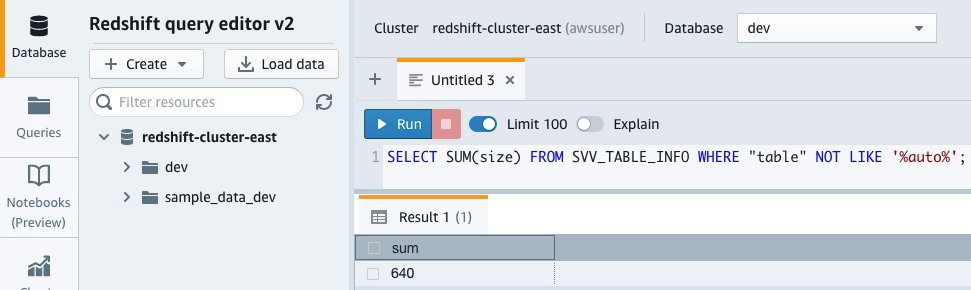 Database
Queries
Notebooks
(Preview)
Redshift query editor v2
+ Create
Load data
Filter resources
redshift-cluster-east
dev
sample_data_dev
Cluster redshift-cluster-east (awsuser) Database dev
+ Untitled 3 ×
Run Limit 100 Explain
1 SELECT SUM(size) FROM SVV_TABLE_INFO WHERE "table" NOT LIKE '%auto%';
Result 1 (1)
sum
640